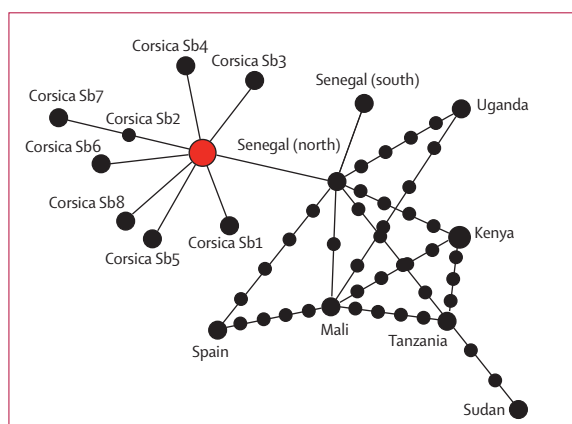 Corsica Sb4
Corsica Sb3
Corsica Sb7
Senegal (south)
Corsica Sb2
Uganda
Corsica Sb6
Senegal (north)
Corsica Sb8
Corsica Sb1
Kenya
Corsica Sb5
Mali
Tanzania
Spain
Sudan